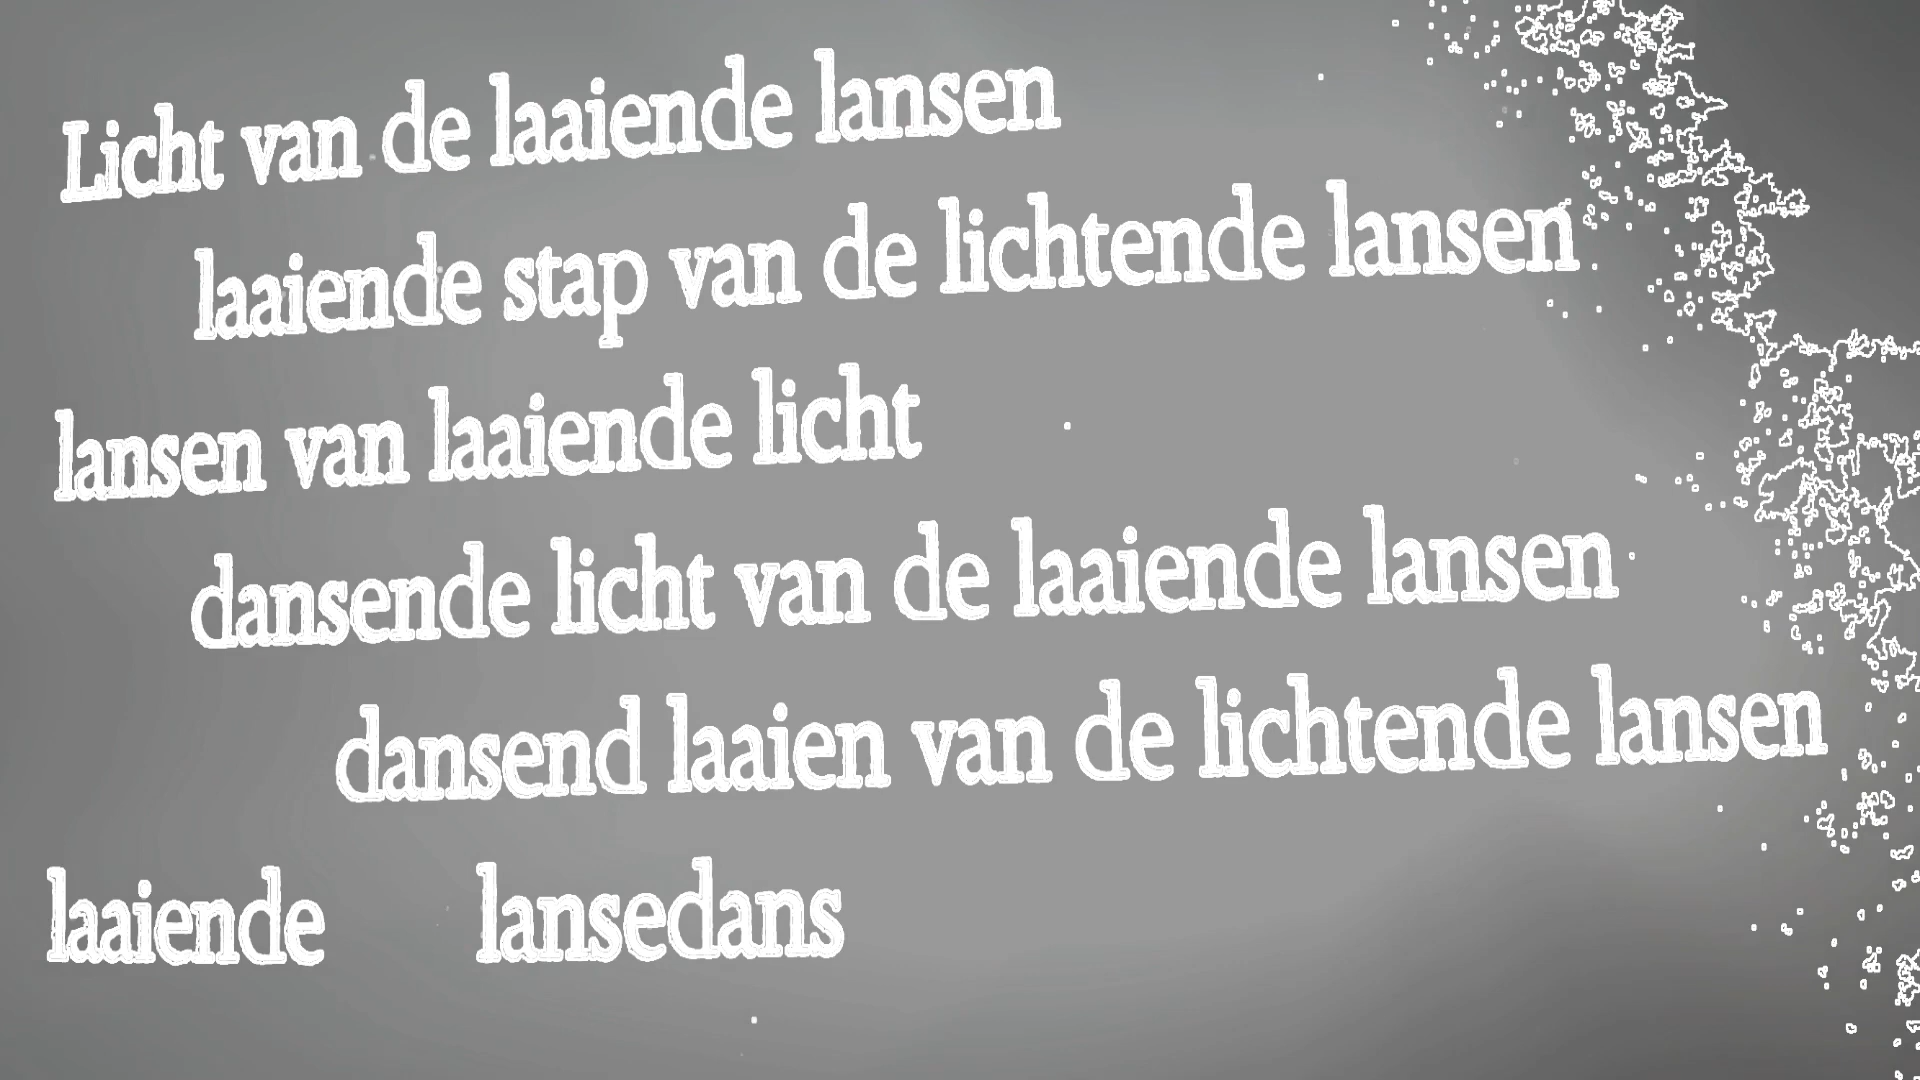 Licht van de laaiende lansen
laaiende stap van de lichtende lansen
lansen van laaiende licht
dansende licht van de laaiende lansen
dansend laaien van de lichtende lansen
laaiende lansedans